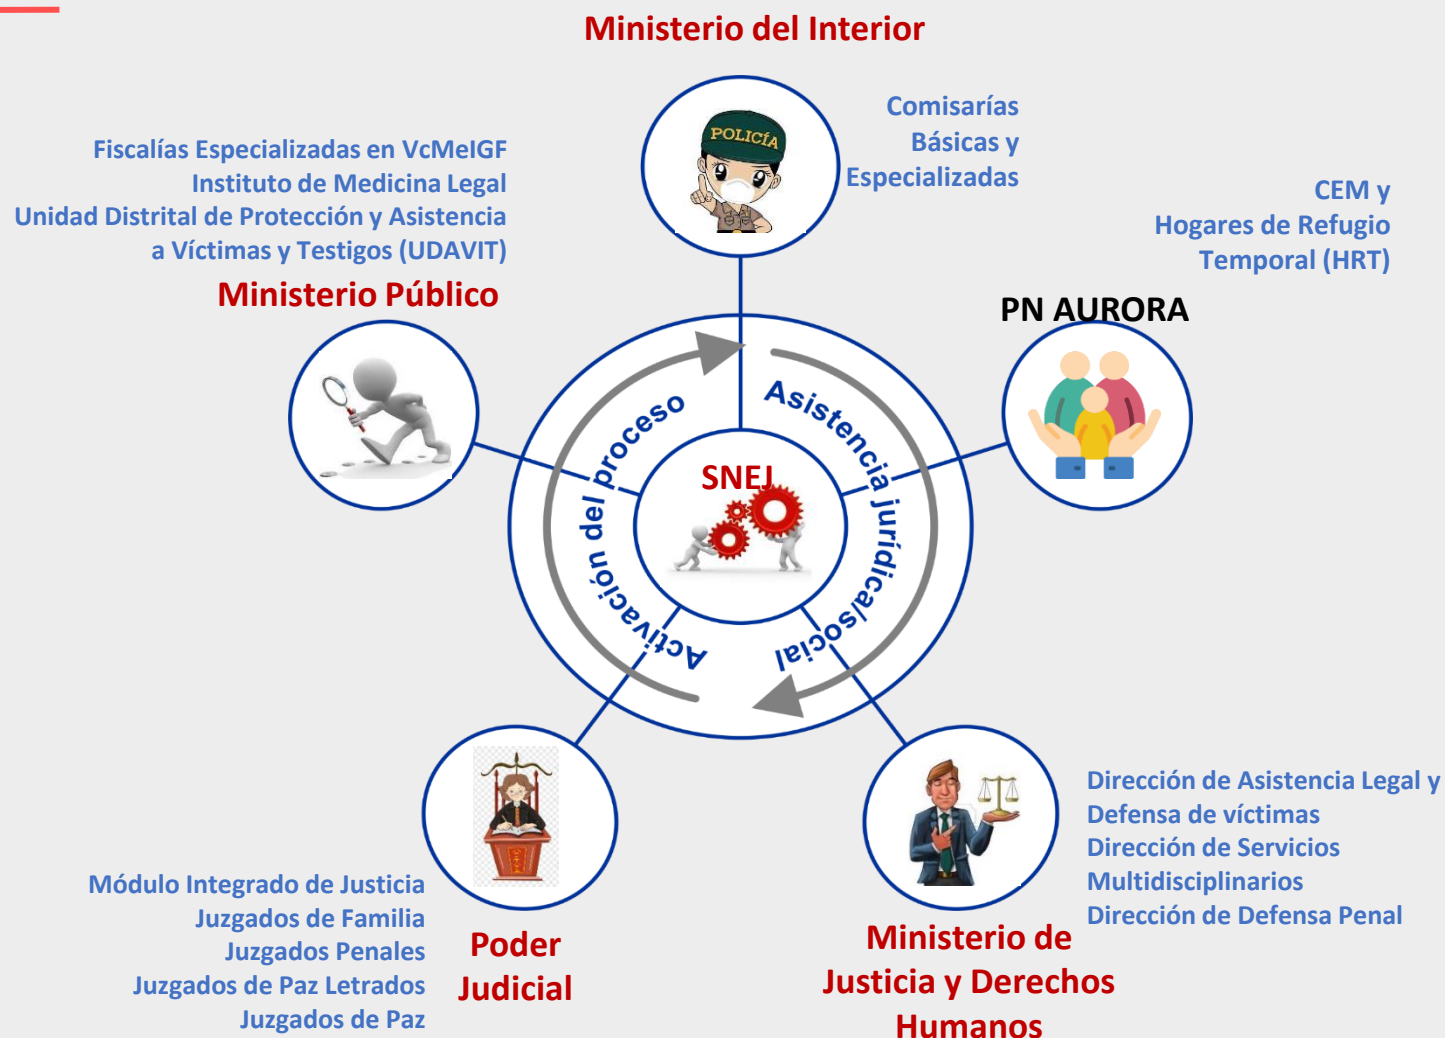 Ministerio del Interior
Comisarías
Básicas y
Especializadas
POLICÍA
Fiscalías Especializadas en VcMeIGF
Instituto de Medicina Legal
Unidad Distrital de Protección y Asistencia
a Víctimas y Testigos (UDAVIT)
Ministerio Público
CEM y
Hogares de Refugio
Temporal (HRT)
PN AURORA
Activación del proceso
Asistencia jurídica/social
SNEJ
Módulo Integrado de Justicia
Juzgados de Familia
Juzgados Penales
Juzgados de Paz Letrados
Juzgados de Paz
Poder
Judicial
Dirección de Asistencia Legal y
Defensa de víctimas
Dirección de Servicios
Multidisciplinarios
Dirección de Defensa Penal
Ministerio de
Justicia y Derechos
Humanos